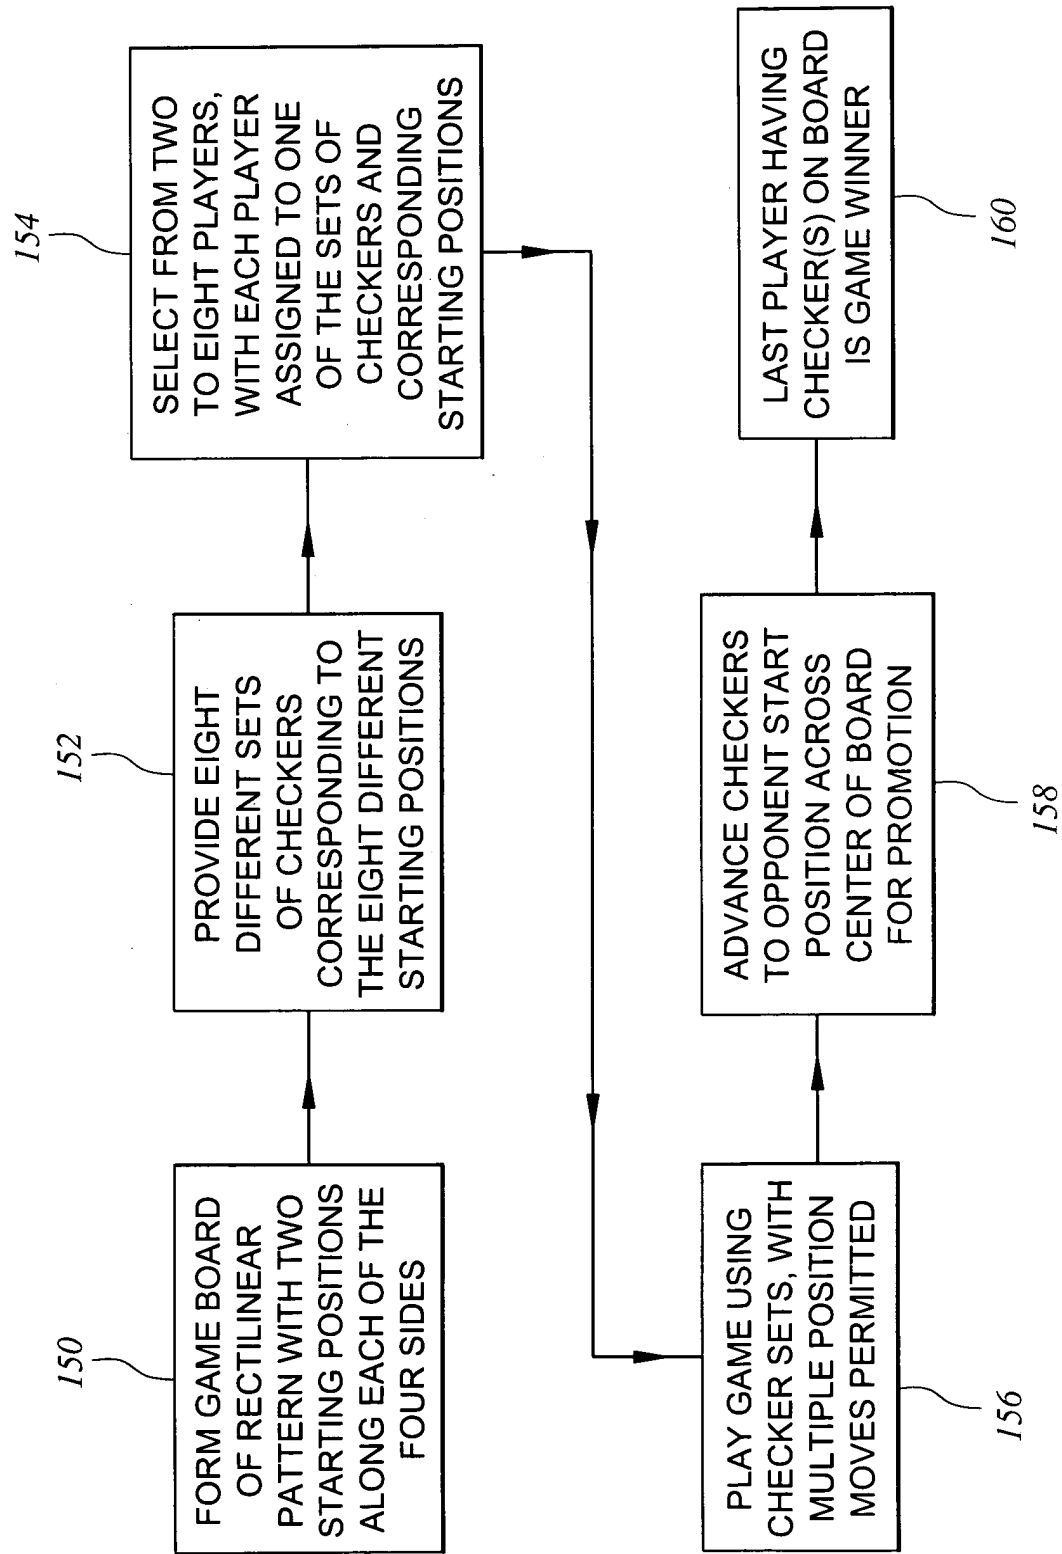 150
FORM GAME BOARD
OF RECTILINEAR
PATTERN WITH TWO
STARTING POSITIONS
ALONG EACH OF THE
FOUR SIDES
152
PROVIDE EIGHT
DIFFERENT SETS
OF CHECKERS
CORRESPONDING TO
THE EIGHT DIFFERENT
STARTING POSITIONS
154
SELECT FROM TWO
TO EIGHT PLAYERS,
WITH EACH PLAYER
ASSIGNED TO ONE
OF THE SETS OF
CHECKERS AND
CORRESPONDING
STARTING POSITIONS
PLAY GAME USING
CHECKER SETS, WITH
MULTIPLE POSITION
MOVES PERMITTED
156
ADVANCE CHECKERS
TO OPPONENT START
POSITION ACROSS
CENTER OF BOARD
FOR PROMOTION
158
LAST PLAYER HAVING
CHECKER(S) ON BOARD
IS GAME WINNER
160